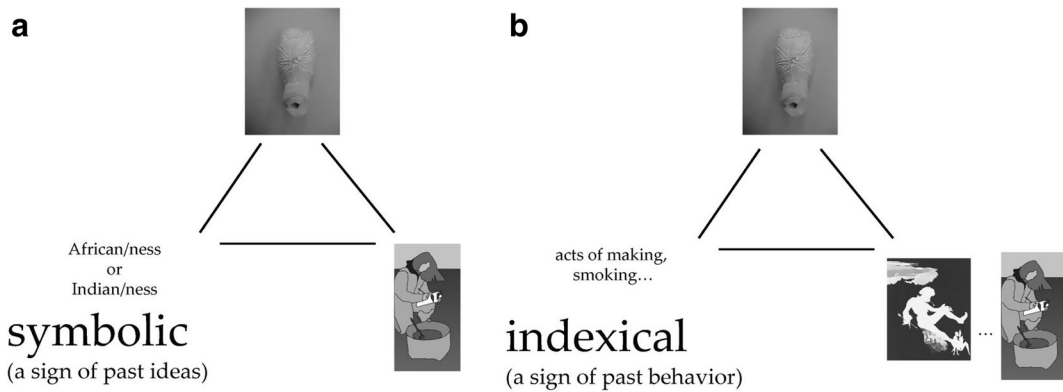 a
African/ness
or
Indian/ness
symbolic
(a sign of past ideas)
b
acts of making,
smoking...
...
indexical
(a sign of past behavior)